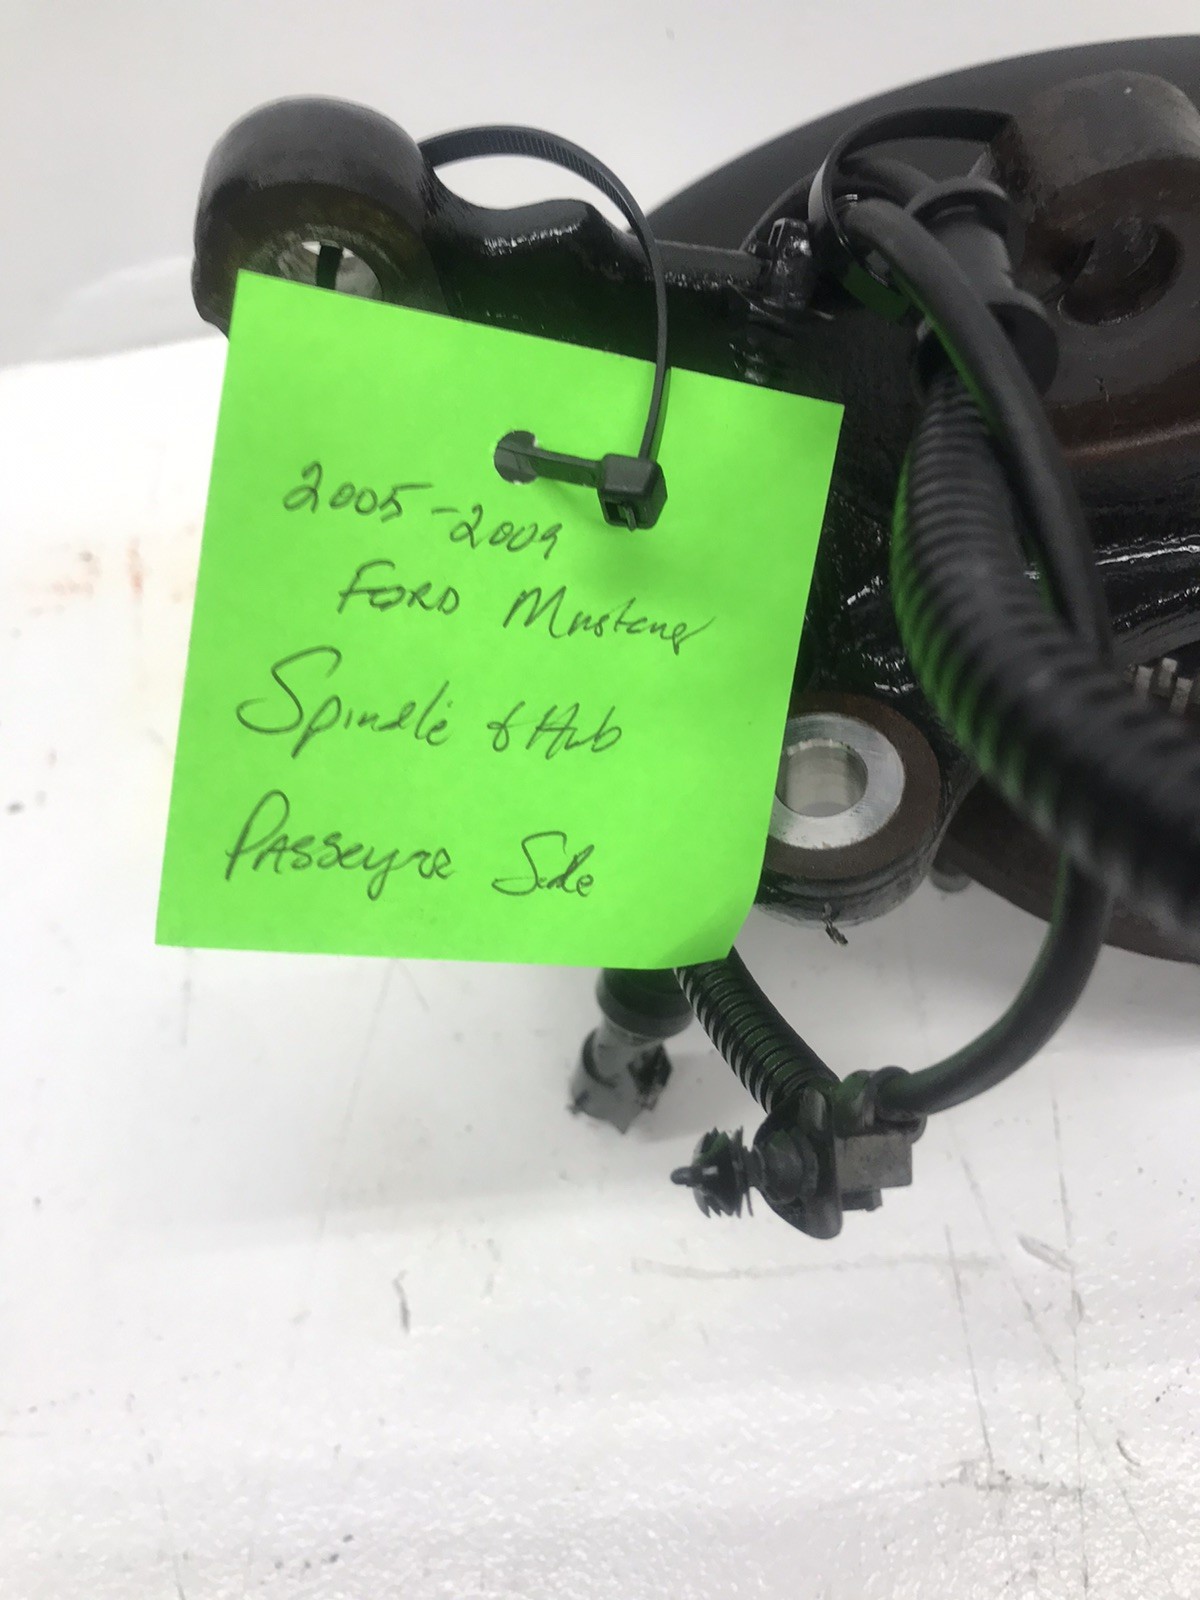 2005-2009
FORD Mustang
Spindle & Hub
Passenger Side